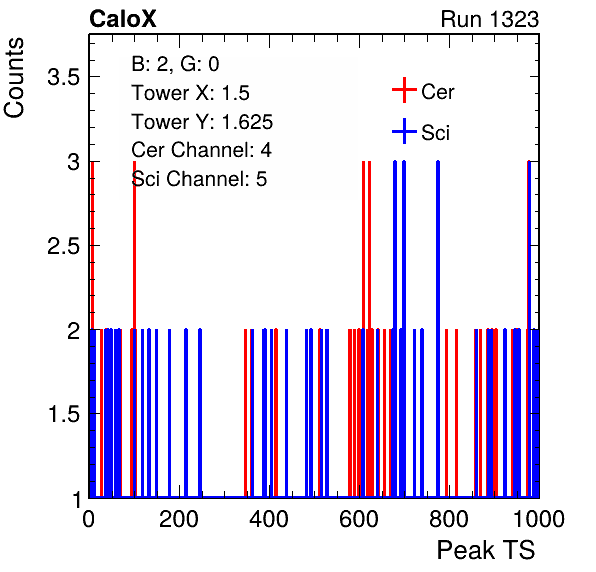 CaloX Run 1323
Counts
B: 2, G: 0
Tower X: 1.5
Tower Y: 1.625
Cer Channel: 4
Sci Channel: 5
Cer
Sci
3.5
3
2.5
2
1.5
1
0 200 400 600 800 1000
Peak TS